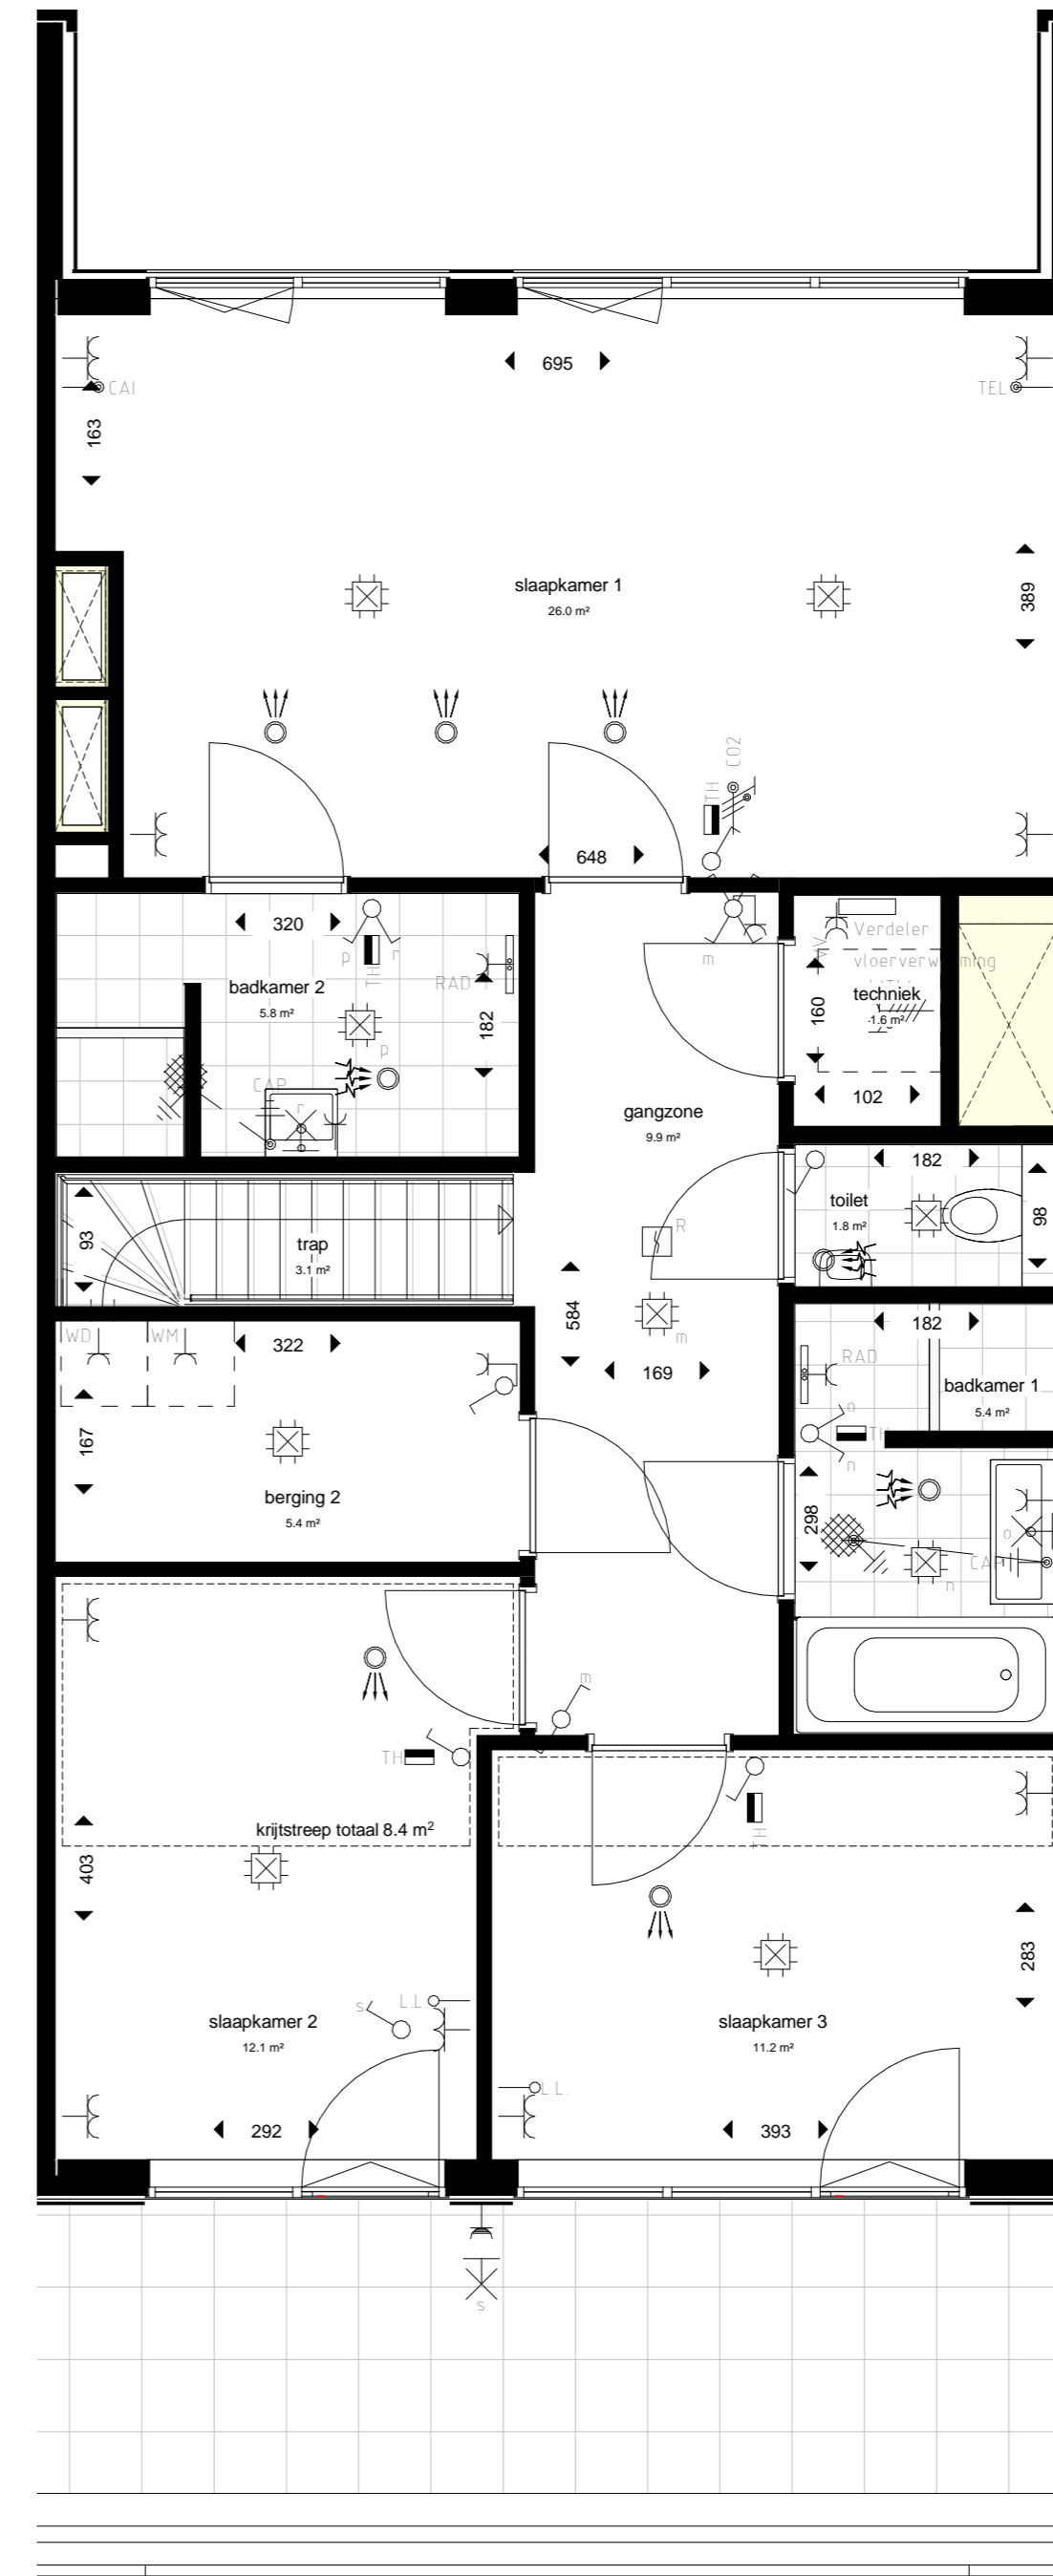 695
CAI
TEL
163
slaapkamer 1
26.0 m²
389
CO2
TH
648
320
m
Verdeler
VV
p
r
TH
RAD
badkamer 2
5.8 m²
182
p
CAP
r
160
techniek
1.6 m²
102
gangzone
9.9 m²
182
toilet
1.8 m²
98
R
93
trap
3.1 m²
584
m
169
WD
WM
322
167
berging 2
5.4 m²
182
RAD
badkamer 1
5.4 m²
o
n
298
o
n
m
TH
krijtstreep totaal 8.4 m²
403
TH
283
s
L.L.
slaapkamer 2
12.1 m²
slaapkamer 3
11.2 m²
L.L.
292
393
s